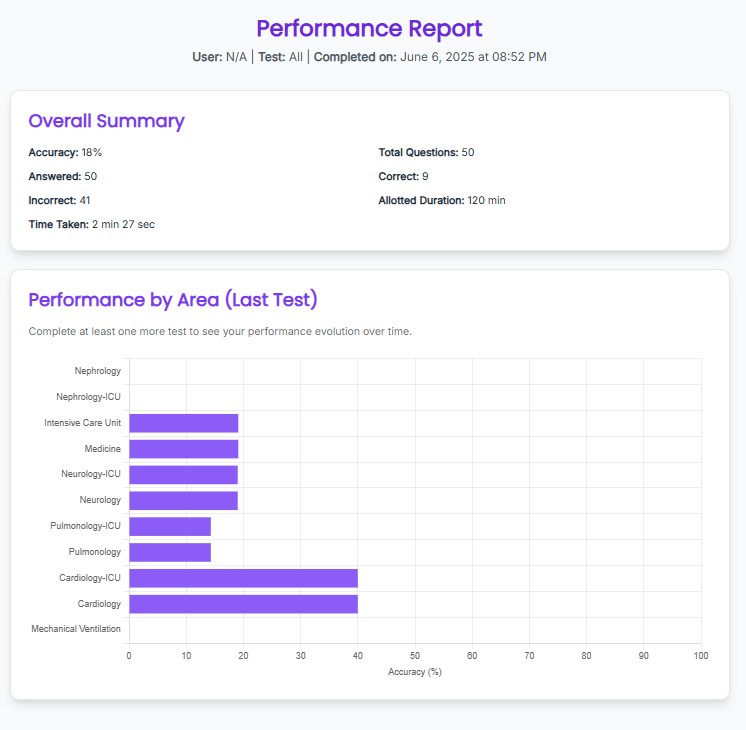 Performance Report
User: N/A | Test: All | Completed on: June 6, 2025 at 08:52 PM
Overall Summary
Accuracy: 18%
Total Questions: 50
Answered: 50
Correct: 9
Incorrect: 41
Allotted Duration: 120 min
Time Taken: 2 min 27 sec
Performance by Area (Last Test)
Complete at least one more test to see your performance evolution over time.
Nephrology
Nephrology-ICU
Intensive Care Unit
Medicine
Neurology-ICU
Neurology
Pulmonology-ICU
Pulmonology
Cardiology-ICU
Cardiology
Mechanical Ventilation
0 10 20 30 40 50 60 70 80 90 100
Accuracy (%)